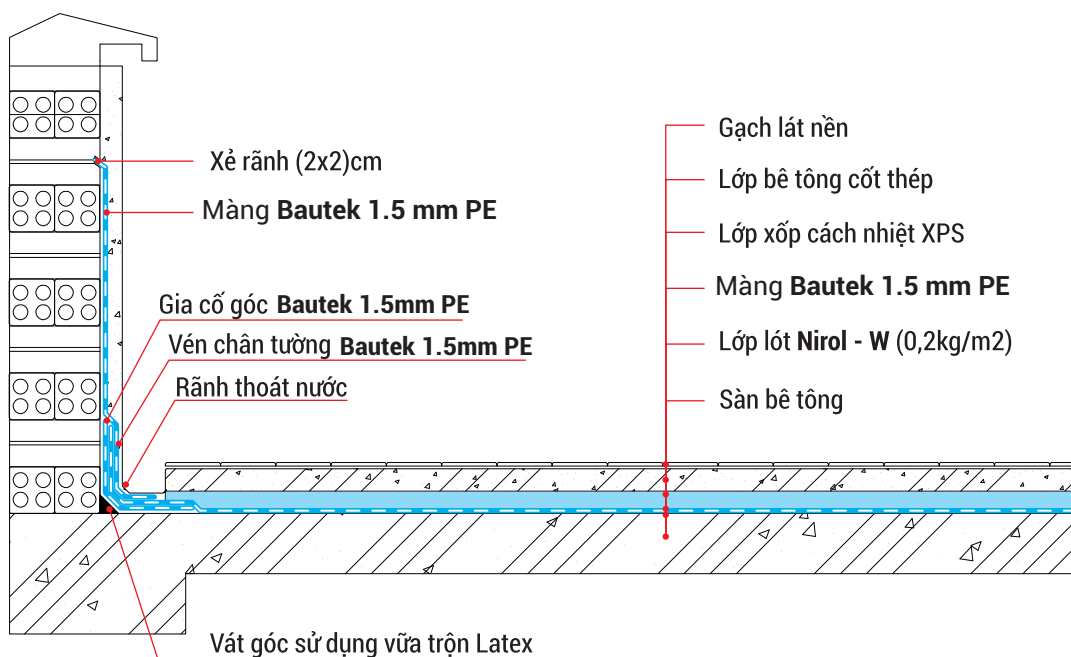 Xẻ rãnh (2x2)cm
Màng Bautek 1.5 mm PE
Gia cố góc Bautek 1.5mm PE
Vén chân tường Bautek 1.5mm PE
Rãnh thoát nước
Gạch lát nền
Lớp bê tông cốt thép
Lớp xốp cách nhiệt XPS
Màng Bautek 1.5 mm PE
Lớp lót Nirol - W (0,2kg/m2)
Sàn bê tông
Vát góc sử dụng vữa trộn Latex